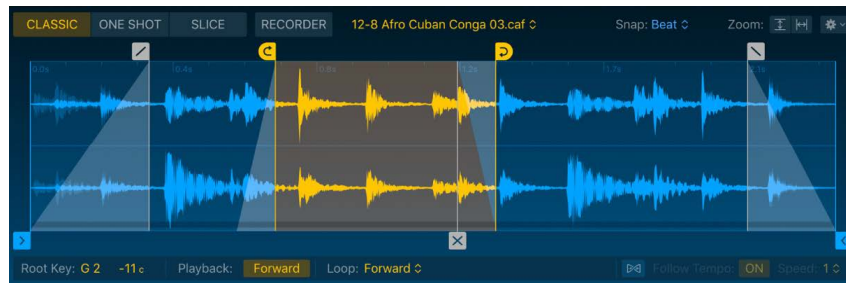 CLASSIC ONE SHOT SLICE RECORDER 12-8 Afro Cuban Conga 03.caf Snap: Beat Zoom:
0.0s 0.4s 0.8s 1.2s 1.7s 2.1s
Root Key: G 2 -11 c Playback: Forward Loop: Forward Follow Tempo: ON Speed: 1